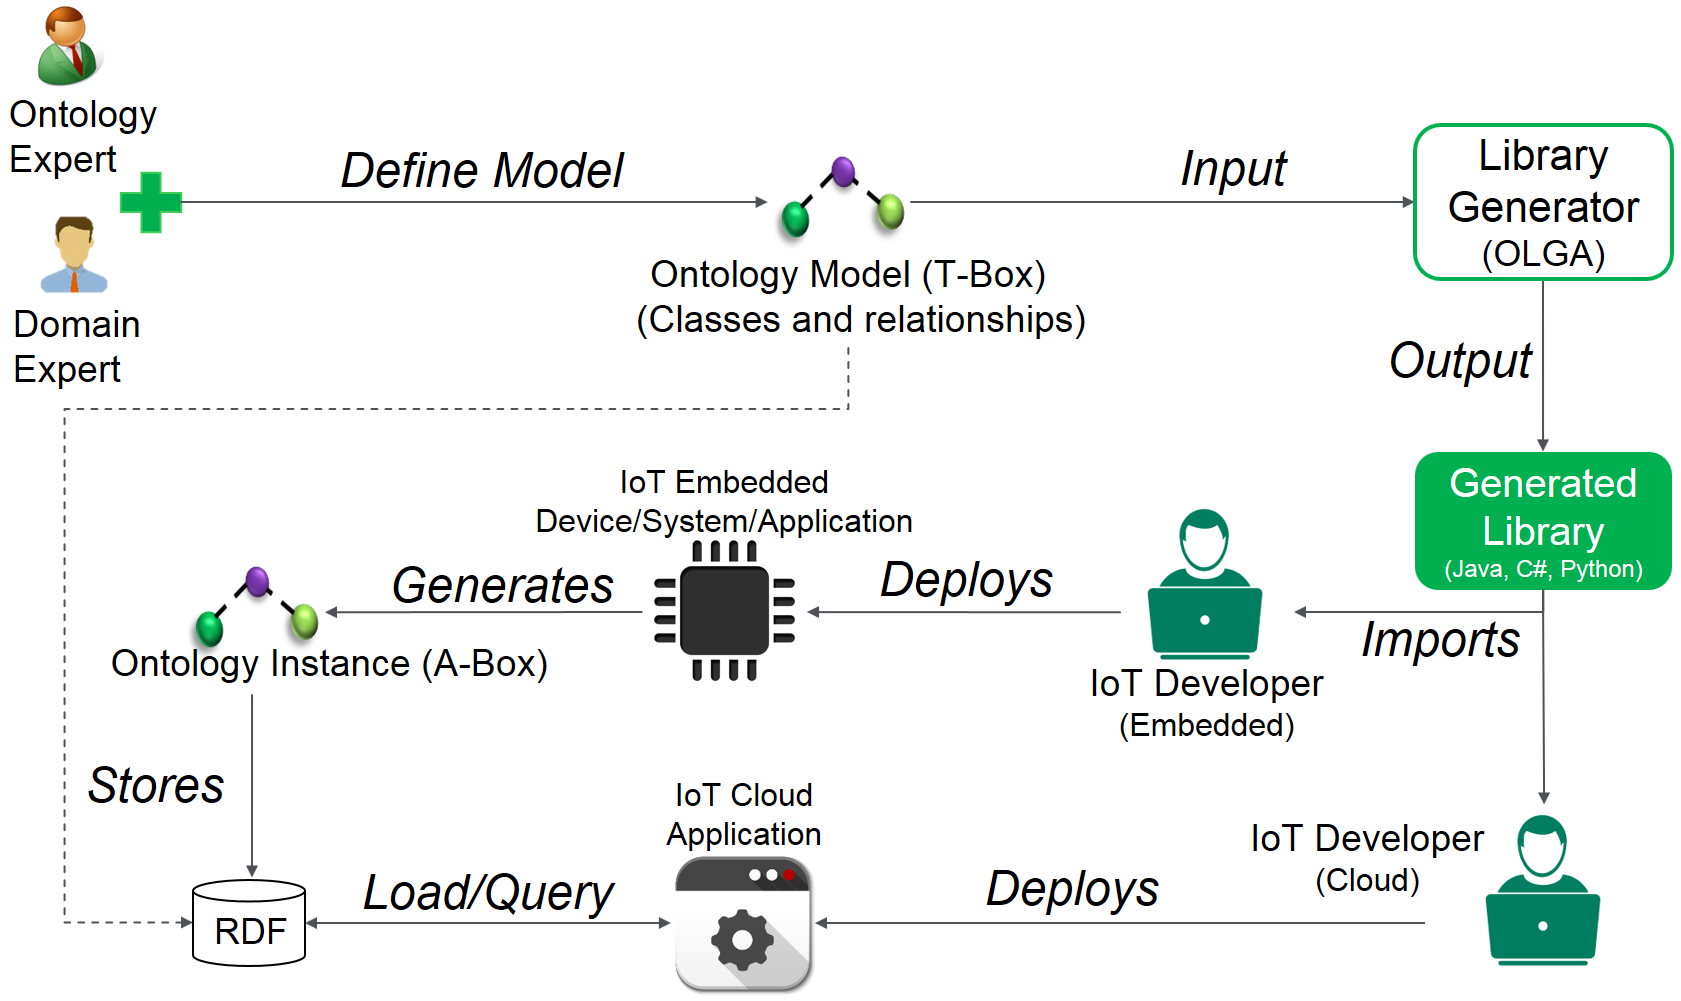 Ontology
Expert
Define Model
Input
Library
Generator
(OLGA)
Domain
Expert
Ontology Model (T-Box)
(Classes and relationships)
Output
Generated
Library
(Java, C#, Python)
IoT Embedded
Device/System/Application
Generates
Deploys
Imports
Ontology Instance (A-Box)
IoT Developer
(Embedded)
Stores
IoT Cloud
Application
IoT Developer
(Cloud)
Load/Query
Deploys
RDF